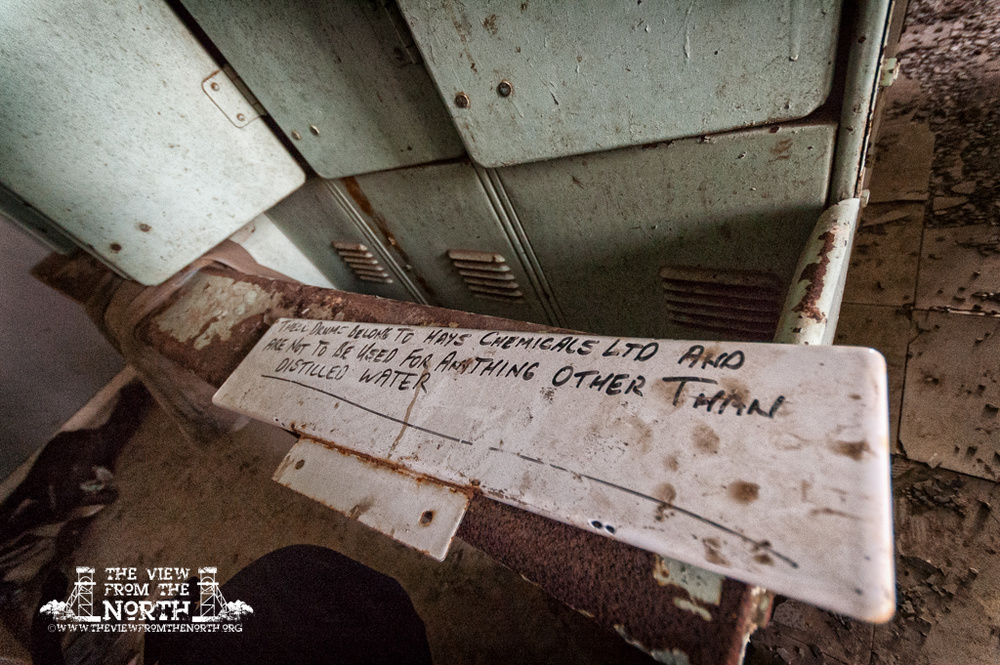 THESE DRUMS BELONG TO HAYS CHEMICALS LTD AND
ARE NOT TO BE USED FOR ANYTHING OTHER THAN
DISTILLED WATER
THE VIEW
FROM THE
NORTH
©WWW.THEVIEWFROMTHENORTH.ORG